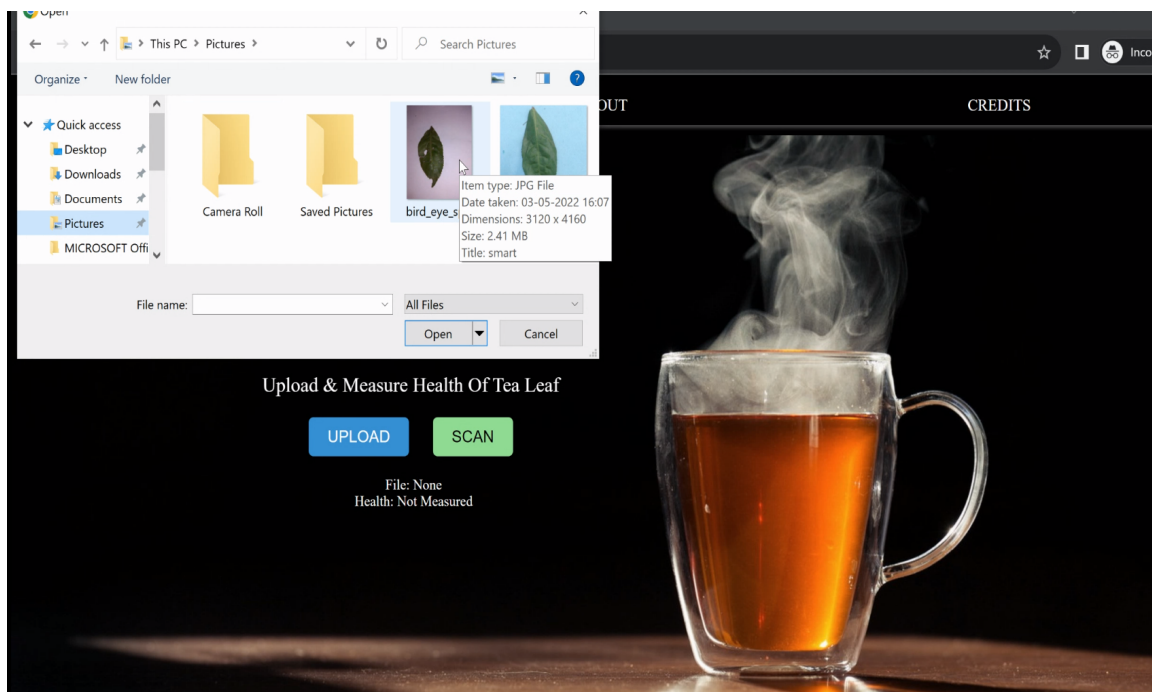 Open
This PC > Pictures >
Search Pictures
Organize
New folder
Quick access
Desktop
Downloads
Documents
Pictures
MICROSOFT Offi
Camera Roll
Saved Pictures
bird_eye_s
Item type: JPG File
Date taken: 03-05-2022 16:07
Dimensions: 3120 x 4160
Size: 2.41 MB
Title: smart
File name:
All Files
Open
Cancel
OUT
CREDITS
Inco
Upload & Measure Health Of Tea Leaf
UPLOAD
SCAN
File: None
Health: Not Measured